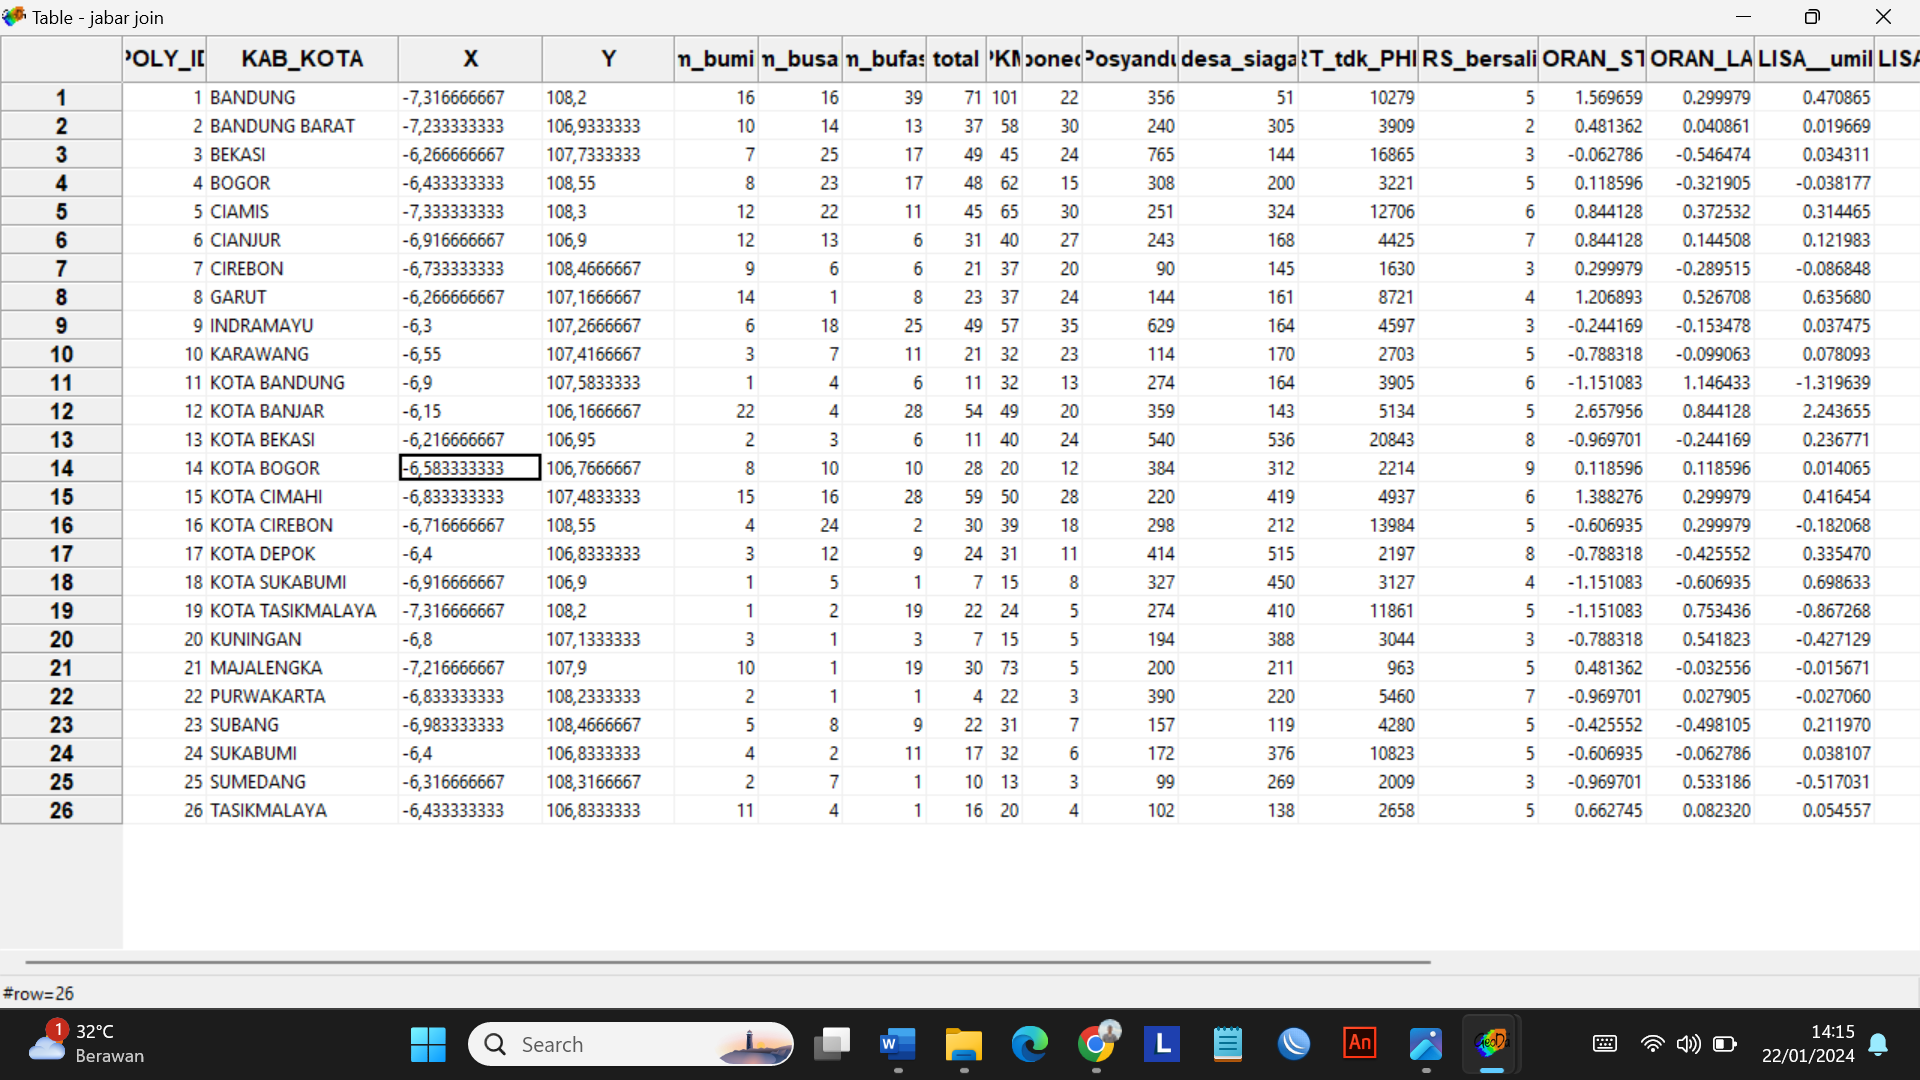 Table - jabar join
POLY_ID KAB_KOTA X Y m_bumi m_busa m_bufas total PKM poned Posyandu desa_siaga RT_tdk_PHI RS_bersali ORAN_ST ORAN_LA LISA__umil LISA
1 1 BANDUNG -7,316666667 108,2 16 16 39 71 101 22 356 51 10279 5 1.569659 0.299979 0.470865
2 2 BANDUNG BARAT -7,233333333 106,9333333 10 14 13 37 58 30 240 305 3909 2 0.481362 0.040861 0.019669
3 3 BEKASI -6,266666667 107,7333333 7 25 17 49 45 24 765 144 16865 3 -0.062786 -0.546474 0.034311
4 4 BOGOR -6,433333333 108,55 8 23 17 48 62 15 308 200 3221 5 0.118596 -0.321905 -0.038177
5 5 CIAMIS -7,333333333 108,3 12 22 11 45 65 30 251 324 12706 6 0.844128 0.372532 0.314465
6 6 CIANJUR -6,916666667 106,9 12 13 6 31 40 27 243 168 4425 7 0.844128 0.144508 0.121983
7 7 CIREBON -6,733333333 108,4666667 9 6 6 21 37 20 90 145 1630 3 0.299979 -0.289515 -0.086848
8 8 GARUT -6,266666667 107,1666667 14 1 8 23 37 24 144 161 8721 4 1.206893 0.526708 0.635680
9 9 INDRAMAYU -6,3 107,2666667 6 18 25 49 57 35 629 164 4597 3 -0.244169 -0.153478 0.037475
10 10 KARAWANG -6,55 107,4166667 3 7 11 21 32 23 114 170 2703 5 -0.788318 -0.099063 0.078093
11 11 KOTA BANDUNG -6,9 107,5833333 1 4 6 11 32 13 274 164 3905 6 -1.151083 1.146433 -1.319639
12 12 KOTA BANJAR -6,15 106,1666667 22 4 28 54 49 20 359 143 5134 5 2.657956 0.844128 2.243655
13 13 KOTA BEKASI -6,216666667 106,95 2 3 6 11 40 24 540 536 20843 8 -0.969701 -0.244169 0.236771
14 14 KOTA BOGOR -6,583333333 106,7666667 8 10 10 28 20 12 384 312 2214 9 0.118596 0.118596 0.014065
15 15 KOTA CIMAHI -6,833333333 107,4833333 15 16 28 59 50 28 220 419 4937 6 1.388276 0.299979 0.416454
16 16 KOTA CIREBON -6,716666667 108,55 4 24 2 30 39 18 298 212 13984 5 -0.606935 0.299979 -0.182068
17 17 KOTA DEPOK -6,4 106,8333333 3 12 9 24 31 11 414 515 2197 8 -0.788318 -0.425552 0.335470
18 18 KOTA SUKABUMI -6,916666667 106,9 1 5 1 7 15 8 327 450 3127 4 -1.151083 -0.606935 0.698633
19 19 KOTA TASIKMALAYA -7,316666667 108,2 1 2 19 22 24 5 274 410 11861 5 -1.151083 0.753436 -0.867268
20 20 KUNINGAN -6,8 107,1333333 3 1 3 7 15 5 194 388 3044 3 -0.788318 0.541823 -0.427129
21 21 MAJALENGKA -7,216666667 107,9 10 1 19 30 73 5 200 211 963 5 0.481362 -0.032556 -0.015671
22 22 PURWAKARTA -6,833333333 108,2333333 2 1 1 4 22 3 390 220 5460 7 -0.969701 0.027905 -0.027060
23 23 SUBANG -6,983333333 108,4666667 5 8 9 22 31 7 157 119 4280 5 -0.425552 -0.498105 0.211970
24 24 SUKABUMI -6,4 106,8333333 4 2 11 17 32 6 172 376 10823 5 -0.606935 -0.062786 0.038107
25 25 SUMEDANG -6,316666667 108,3166667 2 7 1 10 13 3 99 269 2009 3 -0.969701 0.533186 -0.517031
26 26 TASIKMALAYA -6,433333333 106,8333333 11 4 1 16 20 4 102 138 2658 5 0.662745 0.082320 0.054557
#row=26
1
32°C
Berawan
Search
W
L
An
GeoDa
14:15
22/01/2024